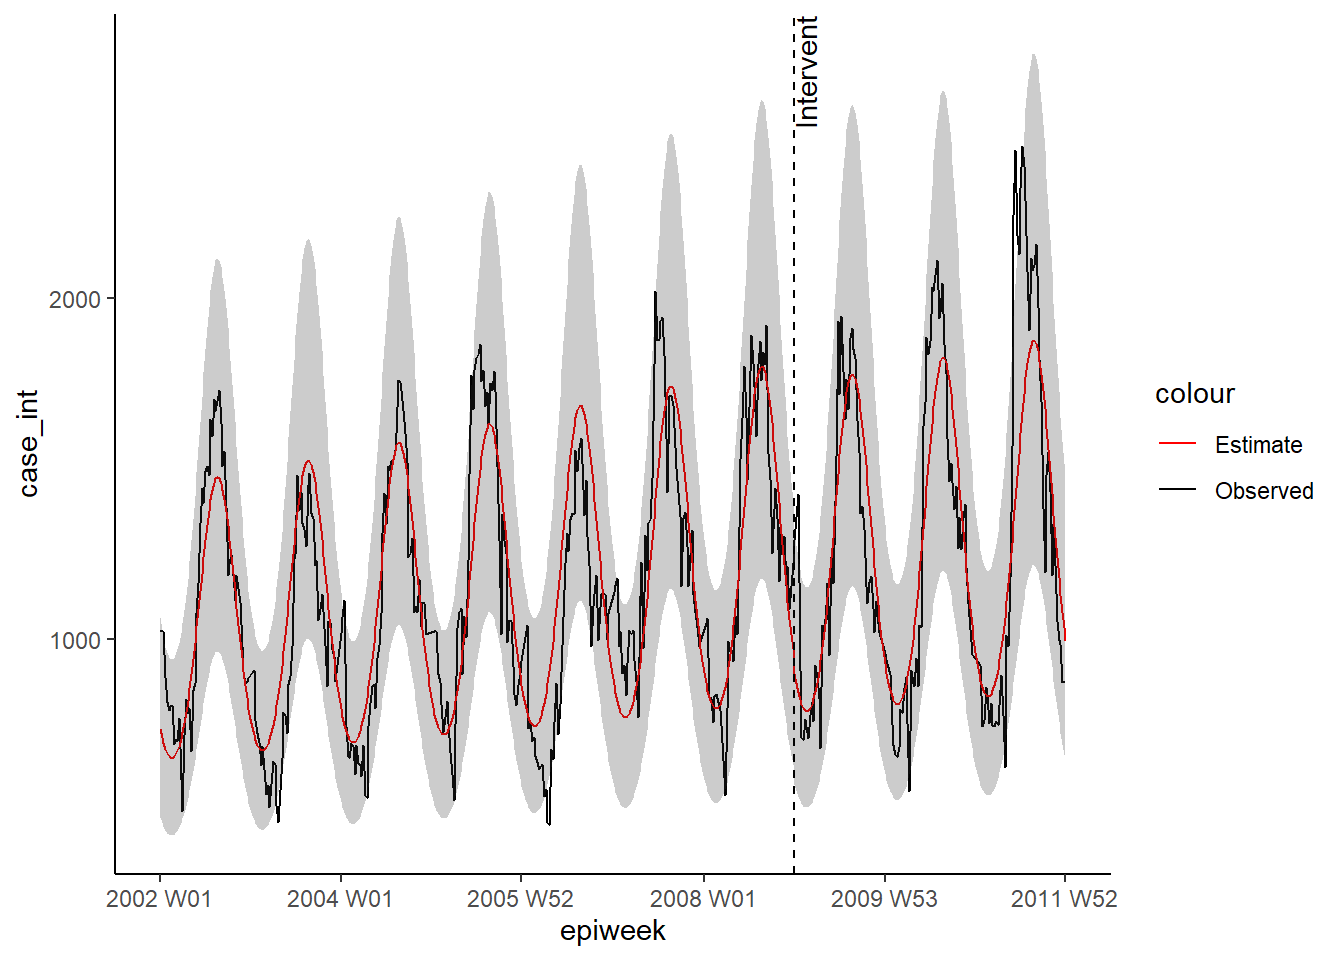 Intervent
2000
1000
case_int
2002 W01 2004 W01 2005 W52 2008 W01 2009 W53 2011 W52
epiweek
colour
Estimate
Observed